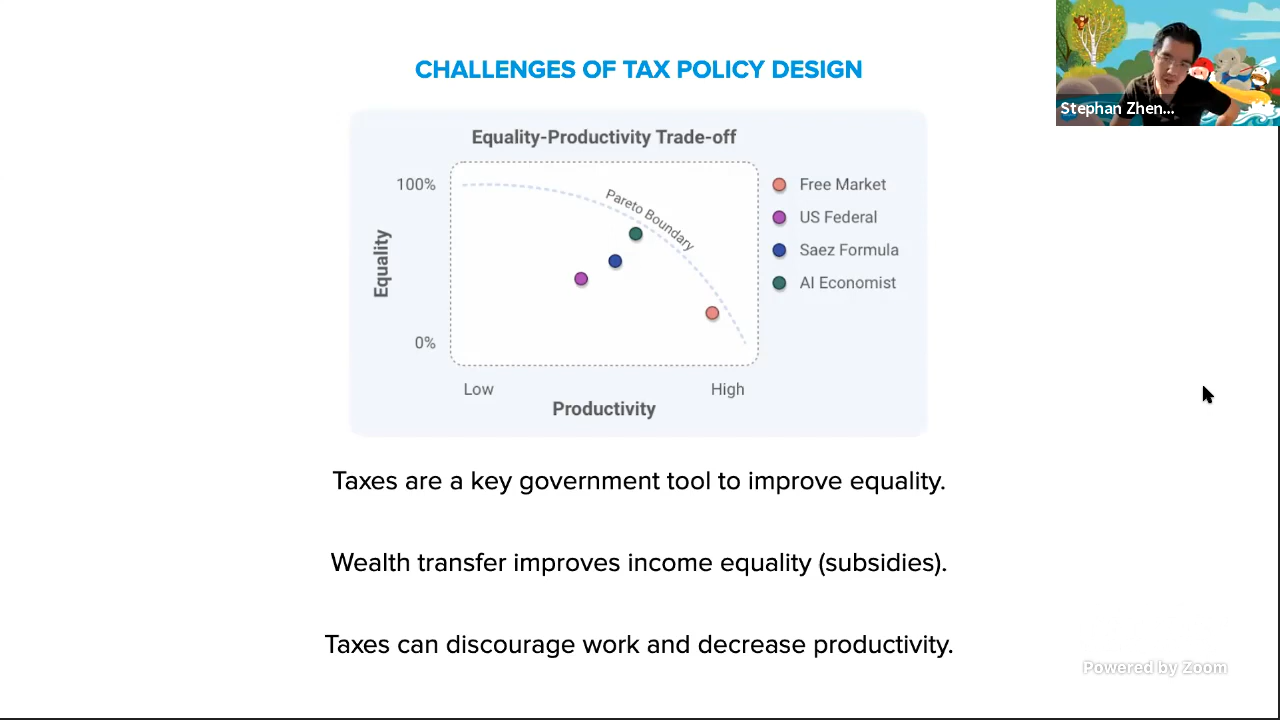 CHALLENGES OF TAX POLICY DESIGN
Stephan Zhen...
Equality-Productivity Trade-off
100%
Equality
0%
Pareto Boundary
Low
High
Productivity
Free Market
US Federal
Saez Formula
AI Economist
Taxes are a key government tool to improve equality.
Wealth transfer improves income equality (subsidies).
Taxes can discourage work and decrease productivity.
Powered by Zoom